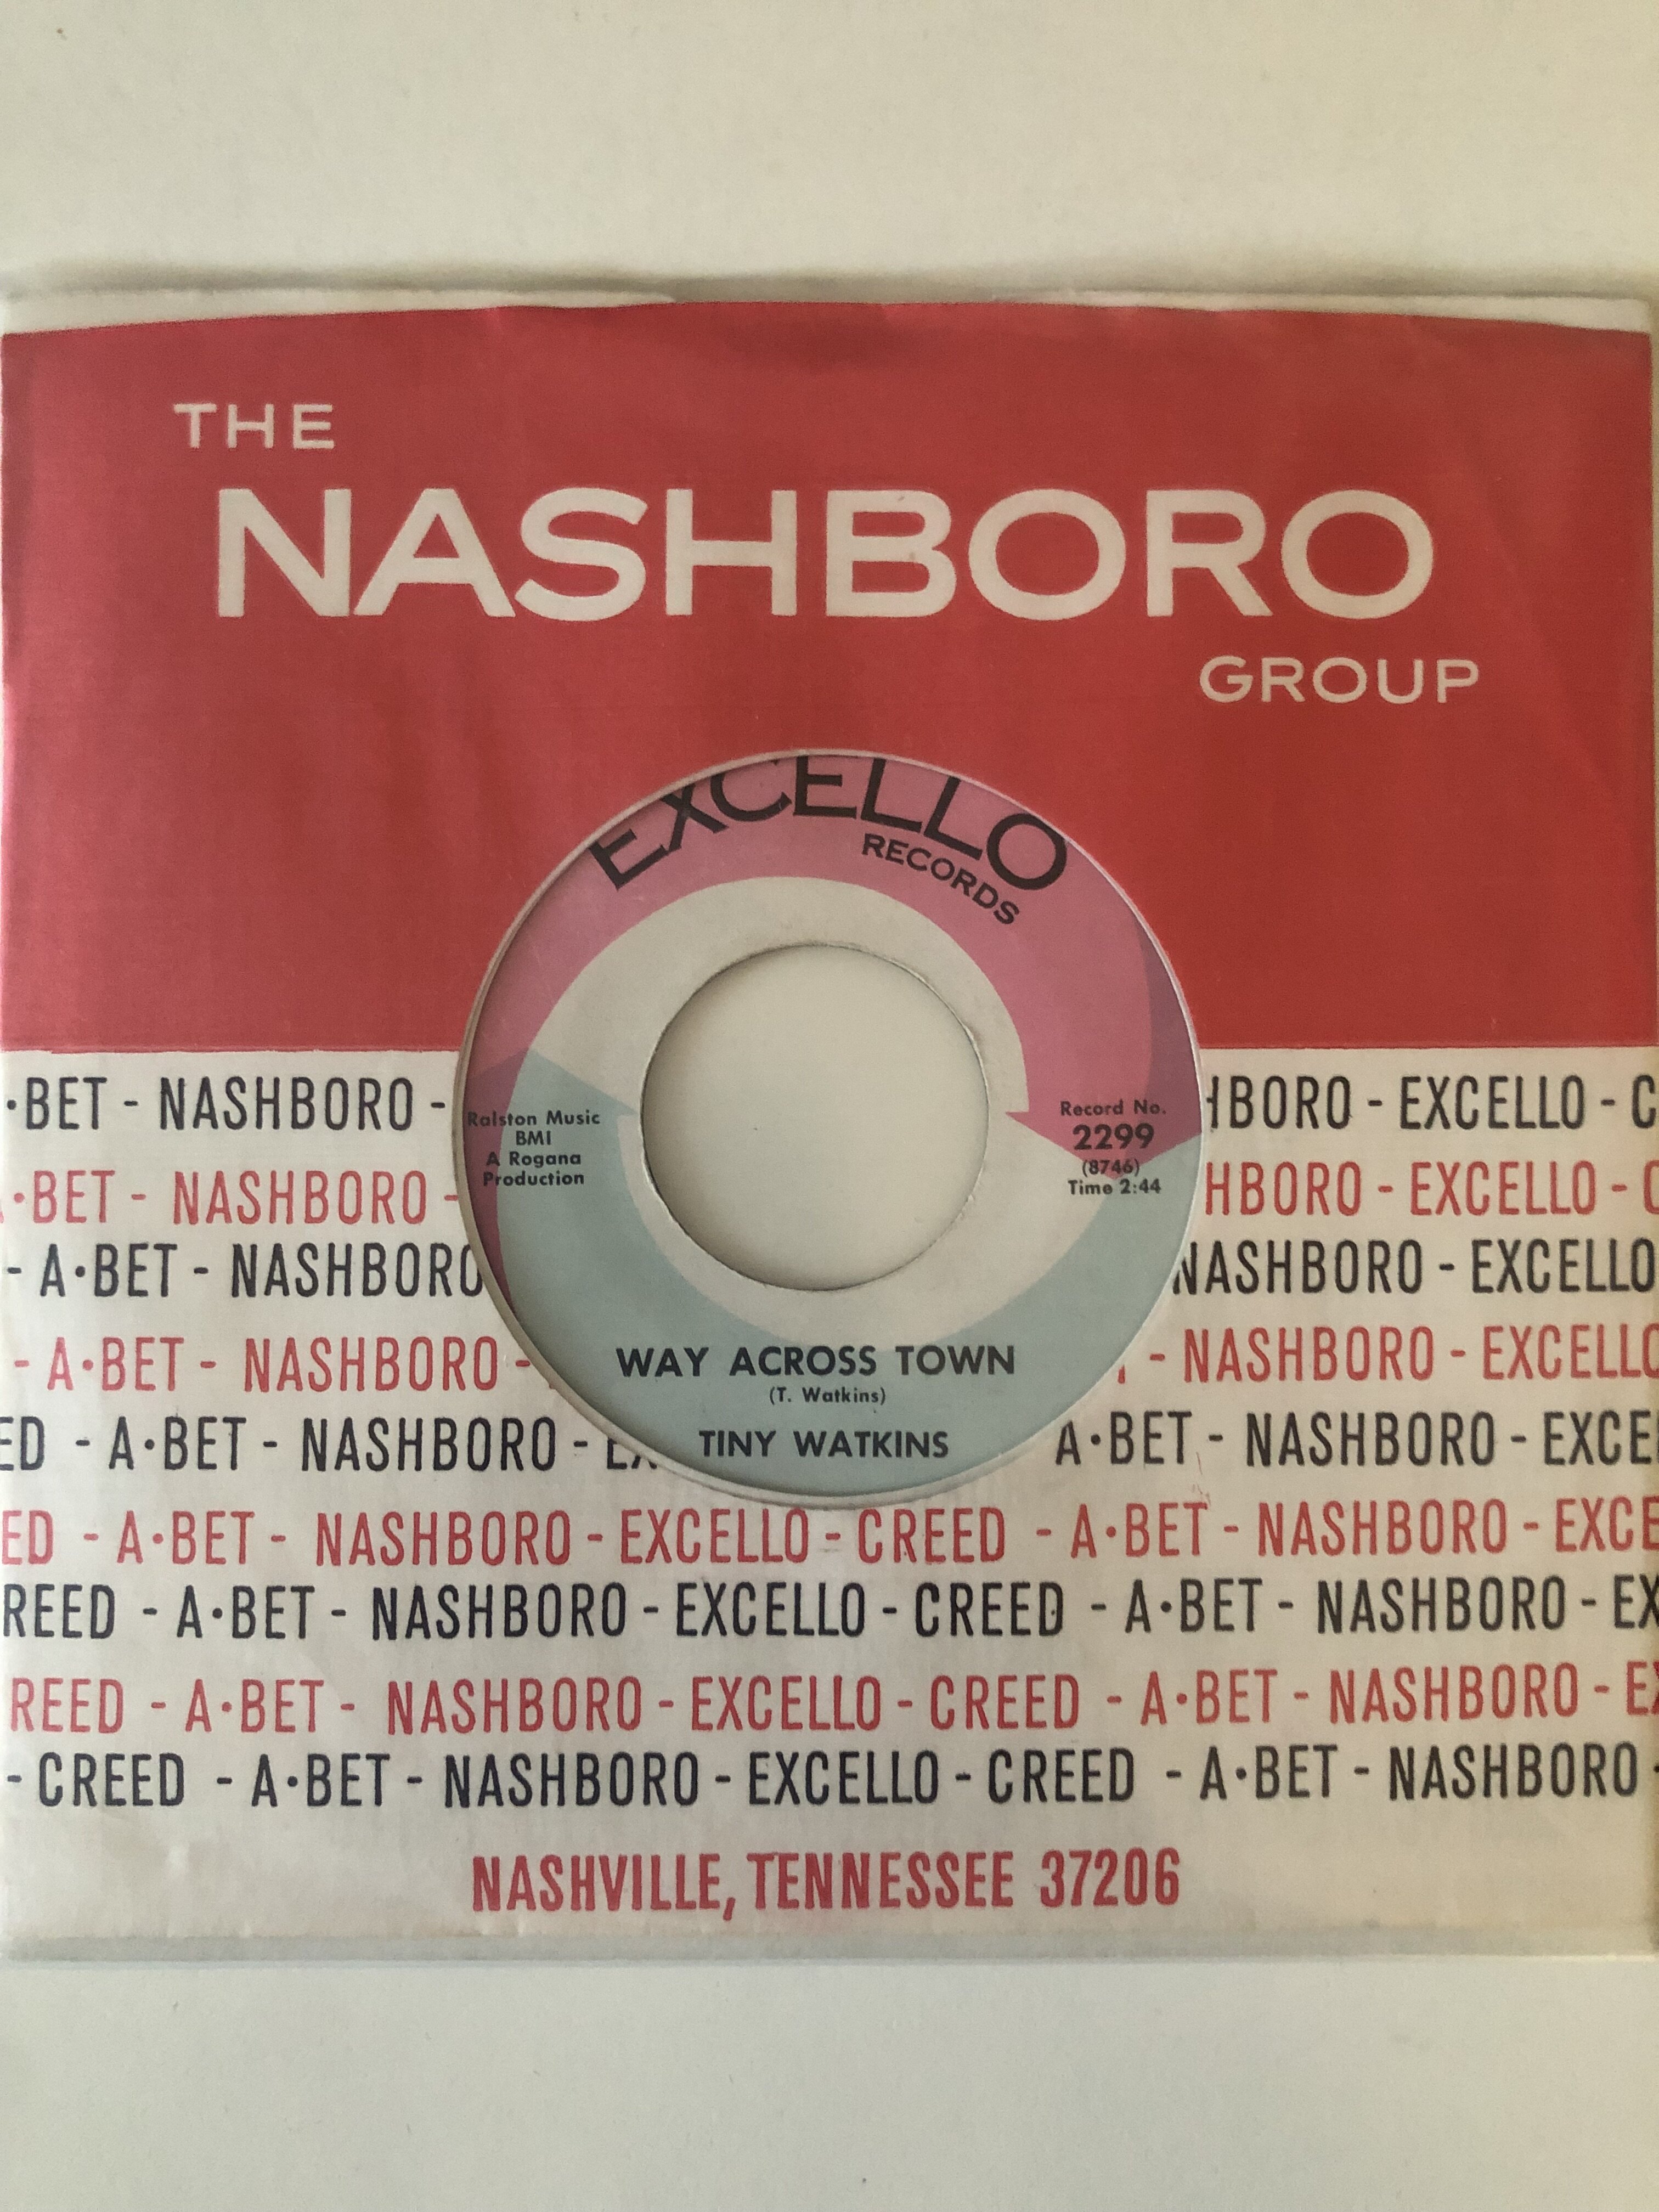 THE
NASHBORO
GROUP
EXCELLO
RECORDS
Ralston Music
BMI
A Rogana
Production
Record No.
2299
(8746)
Time 2:44
WAY ACROSS TOWN
(T. Watkins)
TINY WATKINS
·BET - NASHBORO - HBORO - EXCELLO - C
·BET - NASHBORO - HBORO - EXCELLO - C
- A·BET - NASHBORO NASHBORO - EXCELLO
- A·BET - NASHBORO - - NASHBORO - EXCELLO
ED - A·BET - NASHBORO - EX A·BET - NASHBORO - EXCE
ED - A·BET - NASHBORO - EXCELLO - CREED - A·BET - NASHBORO - EXCE
REED - A·BET - NASHBORO - EXCELLO - CREED - A·BET - NASHBORO - EX
REED - A·BET - NASHBORO - EXCELLO - CREED - A·BET - NASHBORO - EX
- CREED - A·BET - NASHBORO - EXCELLO - CREED - A·BET - NASHBORO -
NASHVILLE, TENNESSEE 37206